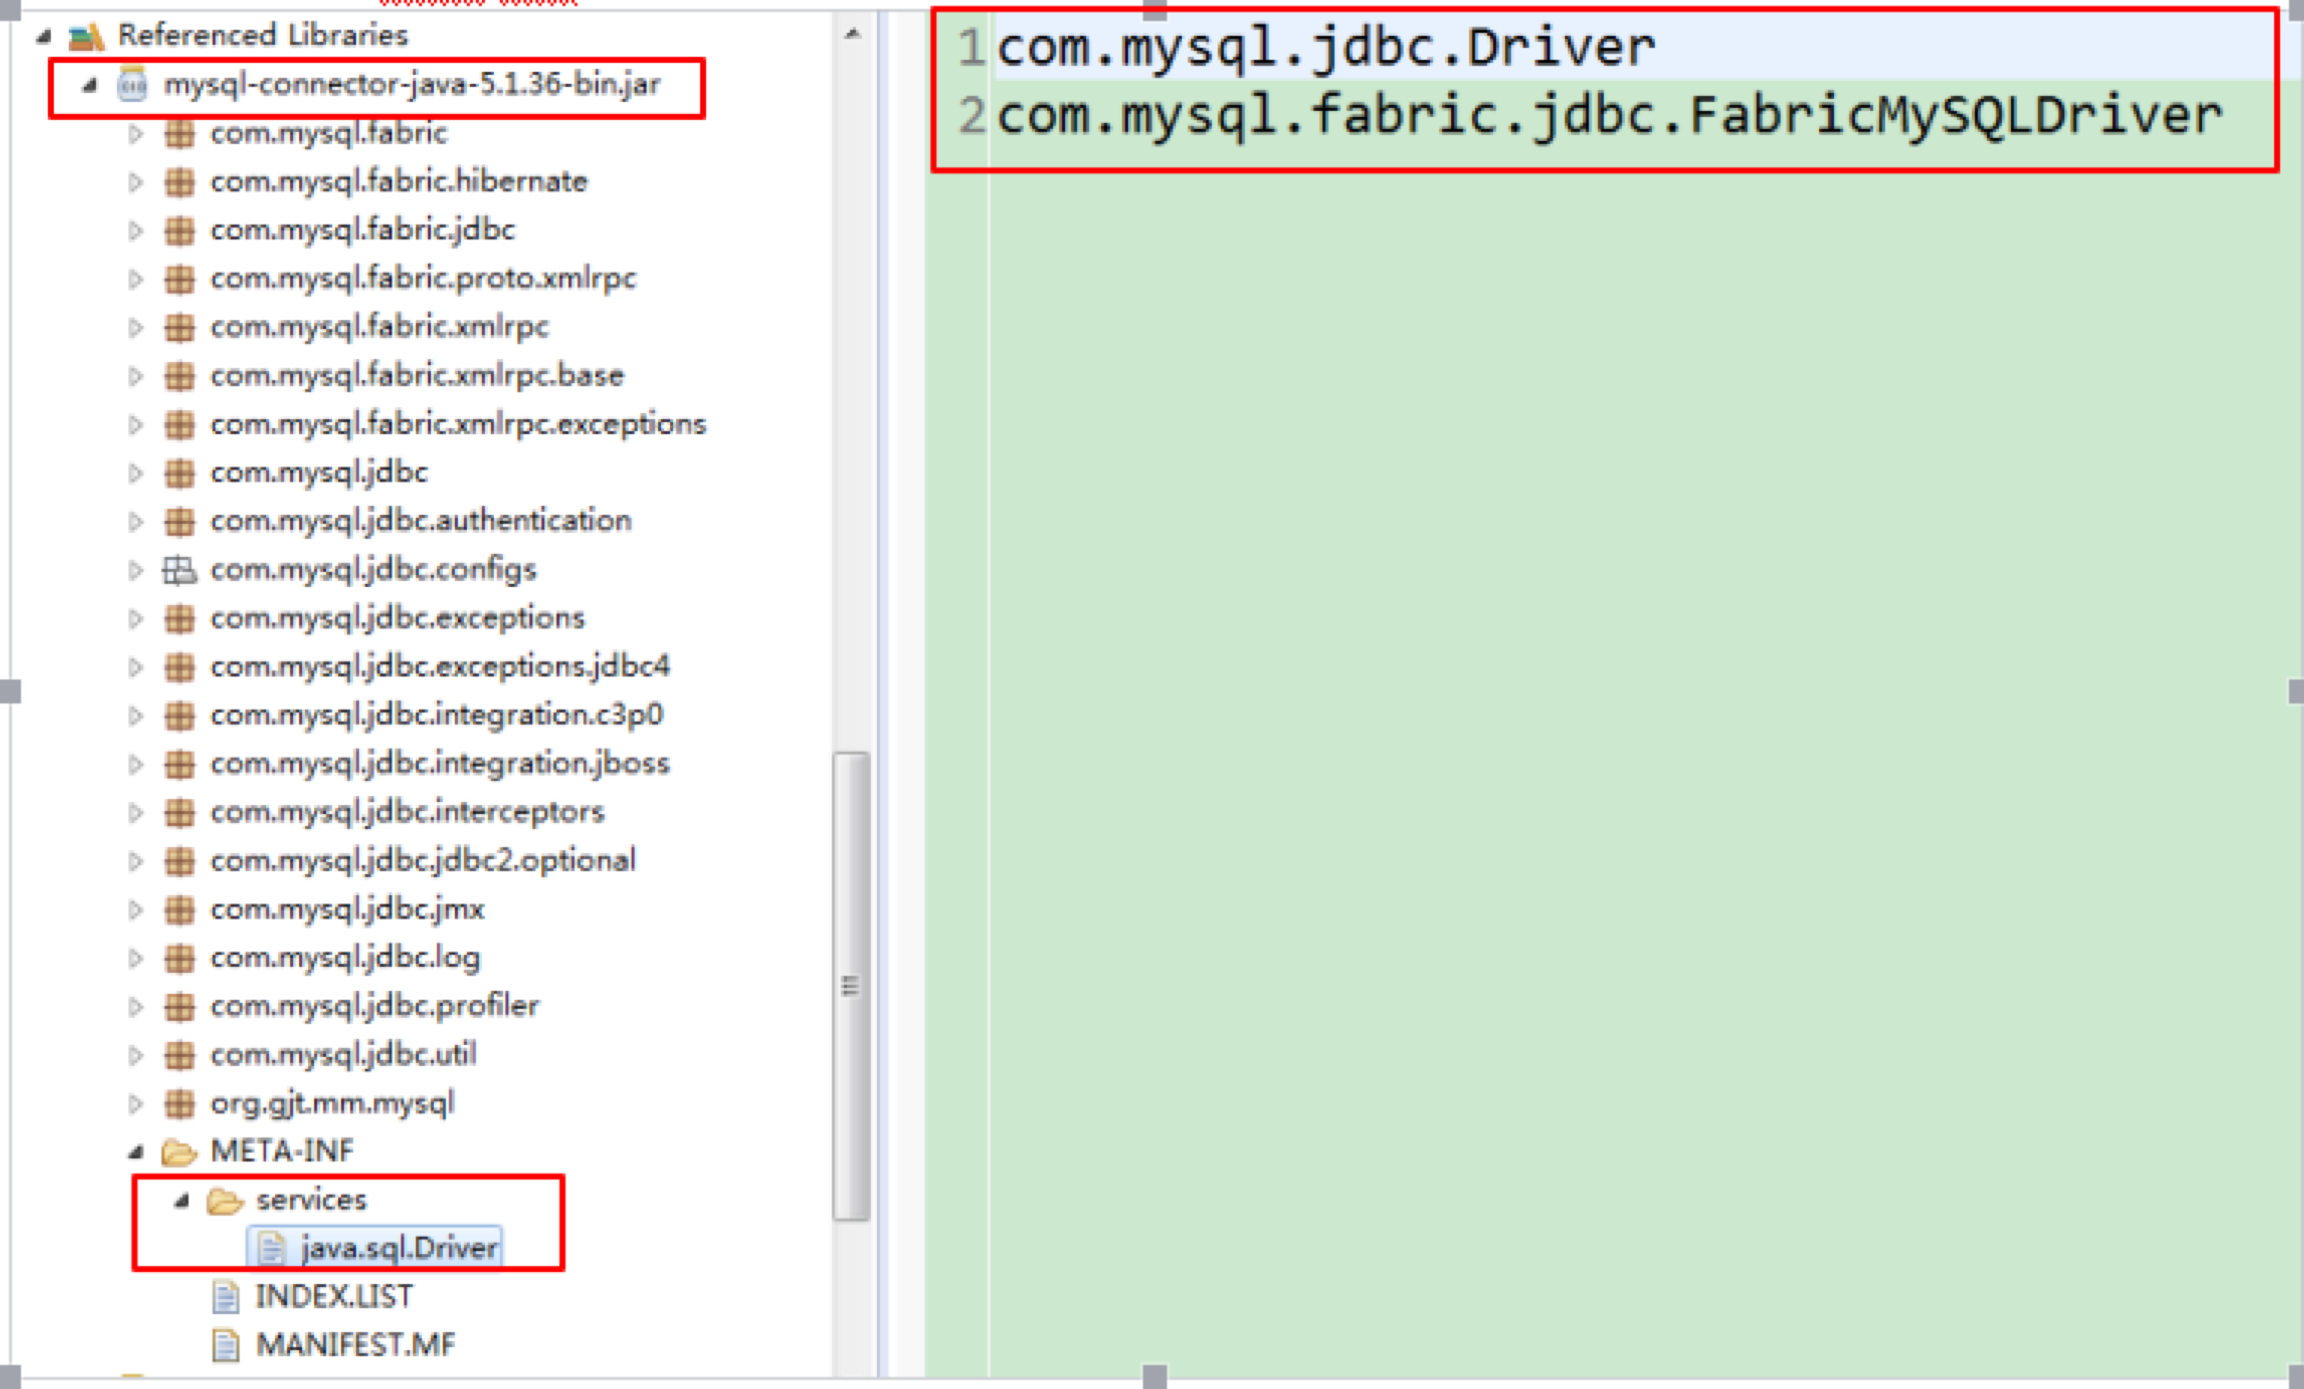 Referenced Libraries
mysql-connector-java-5.1.36-bin.jar
com.mysql.fabric
com.mysql.fabric.hibernate
com.mysql.fabric.jdbc
com.mysql.fabric.proto.xmlrpc
com.mysql.fabric.xmlrpc
com.mysql.fabric.xmlrpc.base
com.mysql.fabric.xmlrpc.exceptions
com.mysql.jdbc
com.mysql.jdbc.authentication
com.mysql.jdbc.configs
com.mysql.jdbc.exceptions
com.mysql.jdbc.exceptions.jdbc4
com.mysql.jdbc.integration.c3p0
com.mysql.jdbc.integration.jboss
com.mysql.jdbc.interceptors
com.mysql.jdbc.jdbc2.optional
com.mysql.jdbc.jmx
com.mysql.jdbc.log
com.mysql.jdbc.profiler
com.mysql.jdbc.util
org.gjt.mm.mysql
META-INF
services
java.sql.Driver
INDEX.LIST
MANIFEST.MF
1 com.mysql.jdbc.Driver
2 com.mysql.fabric.jdbc.FabricMySQLDriver